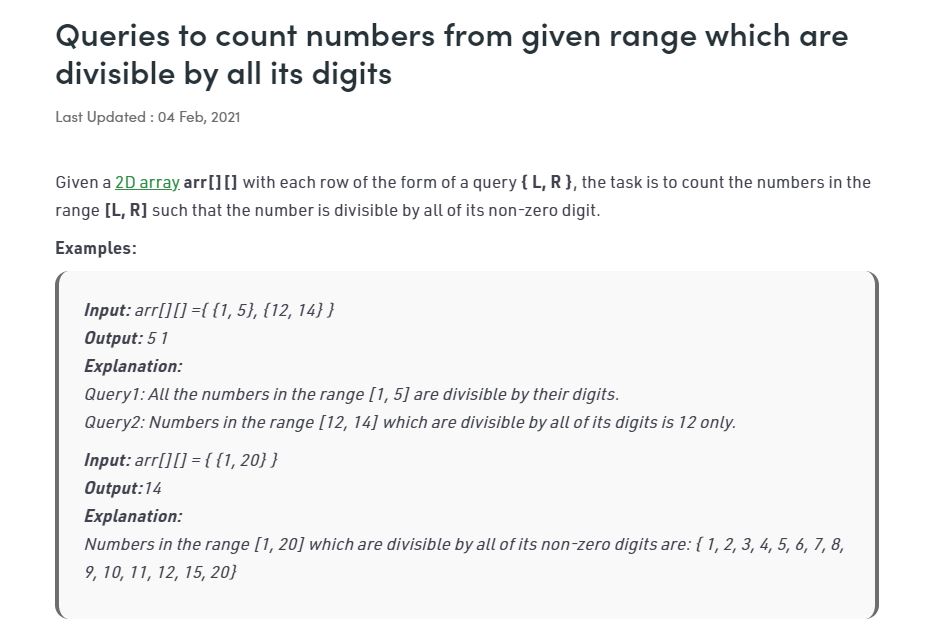 Queries to count numbers from given range which are
divisible by all its digits
Last Updated : 04 Feb, 2021
Given a 2D array arr[][] with each row of the form of a query { L, R }, the task is to count the numbers in the
range [L, R] such that the number is divisible by all of its non-zero digit.
Examples:
Input: arr[][] ={ {1, 5}, {12, 14} }
Output: 5 1
Explanation:
Query1: All the numbers in the range [1, 5] are divisible by their digits.
Query2: Numbers in the range [12, 14] which are divisible by all of its digits is 12 only.
Input: arr[][] = { {1, 20} }
Output:14
Explanation:
Numbers in the range [1, 20] which are divisible by all of its non-zero digits are: { 1, 2, 3, 4, 5, 6, 7, 8,
9, 10, 11, 12, 15, 20}